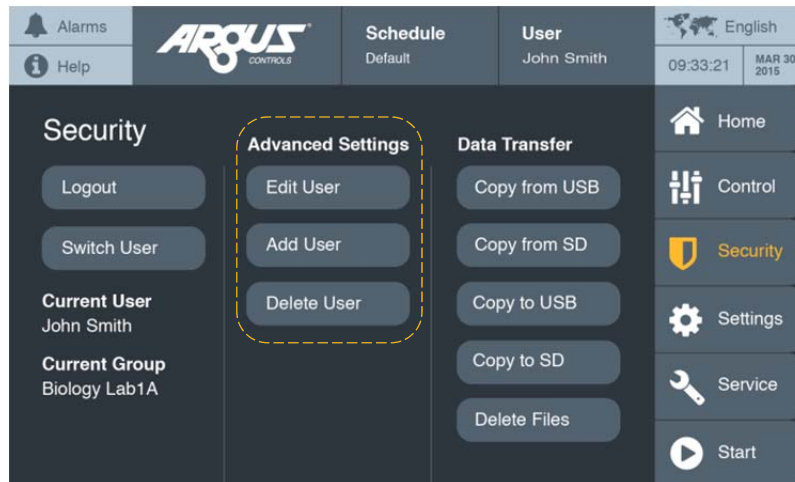 Alarms
Help
ARGUS
CONTROLS
Schedule
Default
User
John Smith
English
09:33:21
MAR 30
2015
Security
Logout
Switch User
Current User
John Smith
Current Group
Biology Lab1A
Advanced Settings
Edit User
Add User
Delete User
Data Transfer
Copy from USB
Copy from SD
Copy to USB
Copy to SD
Delete Files
Home
Control
Security
Settings
Service
Start